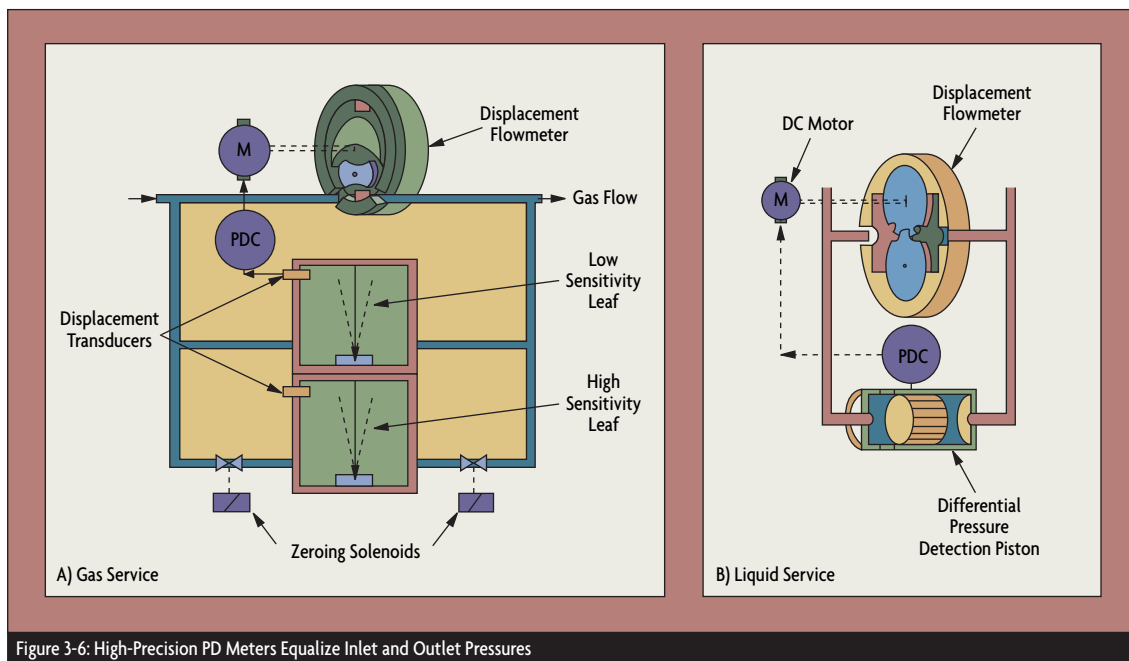 Displacement
Flowmeter
M
Gas Flow
PDC
Low
Sensitivity
Leaf
Displacement
Transducers
High
Sensitivity
Leaf
Zeroing Solenoids
A) Gas Service
Displacement
Flowmeter
DC Motor
M
PDC
Differential
Pressure
Detection Piston
B) Liquid Service
Figure 3-6: High-Precision PD Meters Equalize Inlet and Outlet Pressures